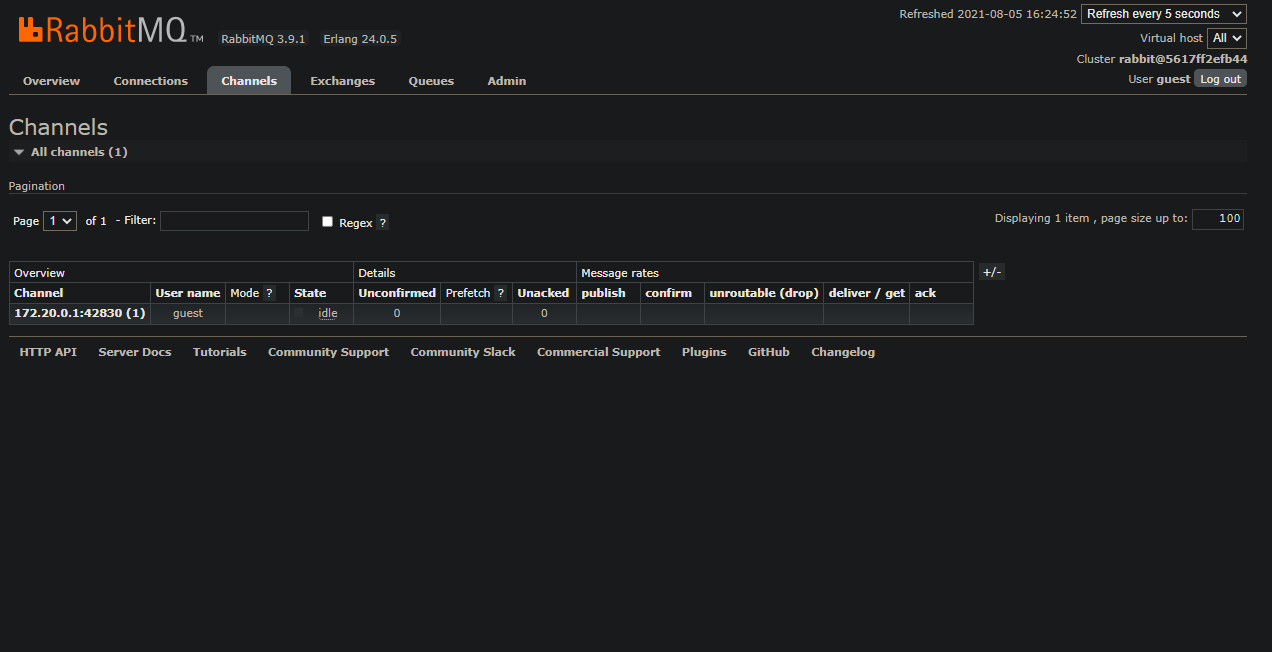 Refreshed 2021-08-05 16:24:52 Refresh every 5 seconds
RabbitMQ TM RabbitMQ 3.9.1 Erlang 24.0.5
Virtual host All
Cluster rabbit@5617ff2efb44
User guest Log out
Overview Connections Channels Exchanges Queues Admin
Channels
All channels (1)
Pagination
Page 1 of 1 - Filter: Regex ? Displaying 1 item , page size up to: 100
Overview Details Message rates +/-
Channel User name Mode ? State Unconfirmed Prefetch ? Unacked publish confirm unroutable (drop) deliver / get ack
172.20.0.1:42830 (1) guest idle 0 0
HTTP API Server Docs Tutorials Community Support Community Slack Commercial Support Plugins GitHub Changelog